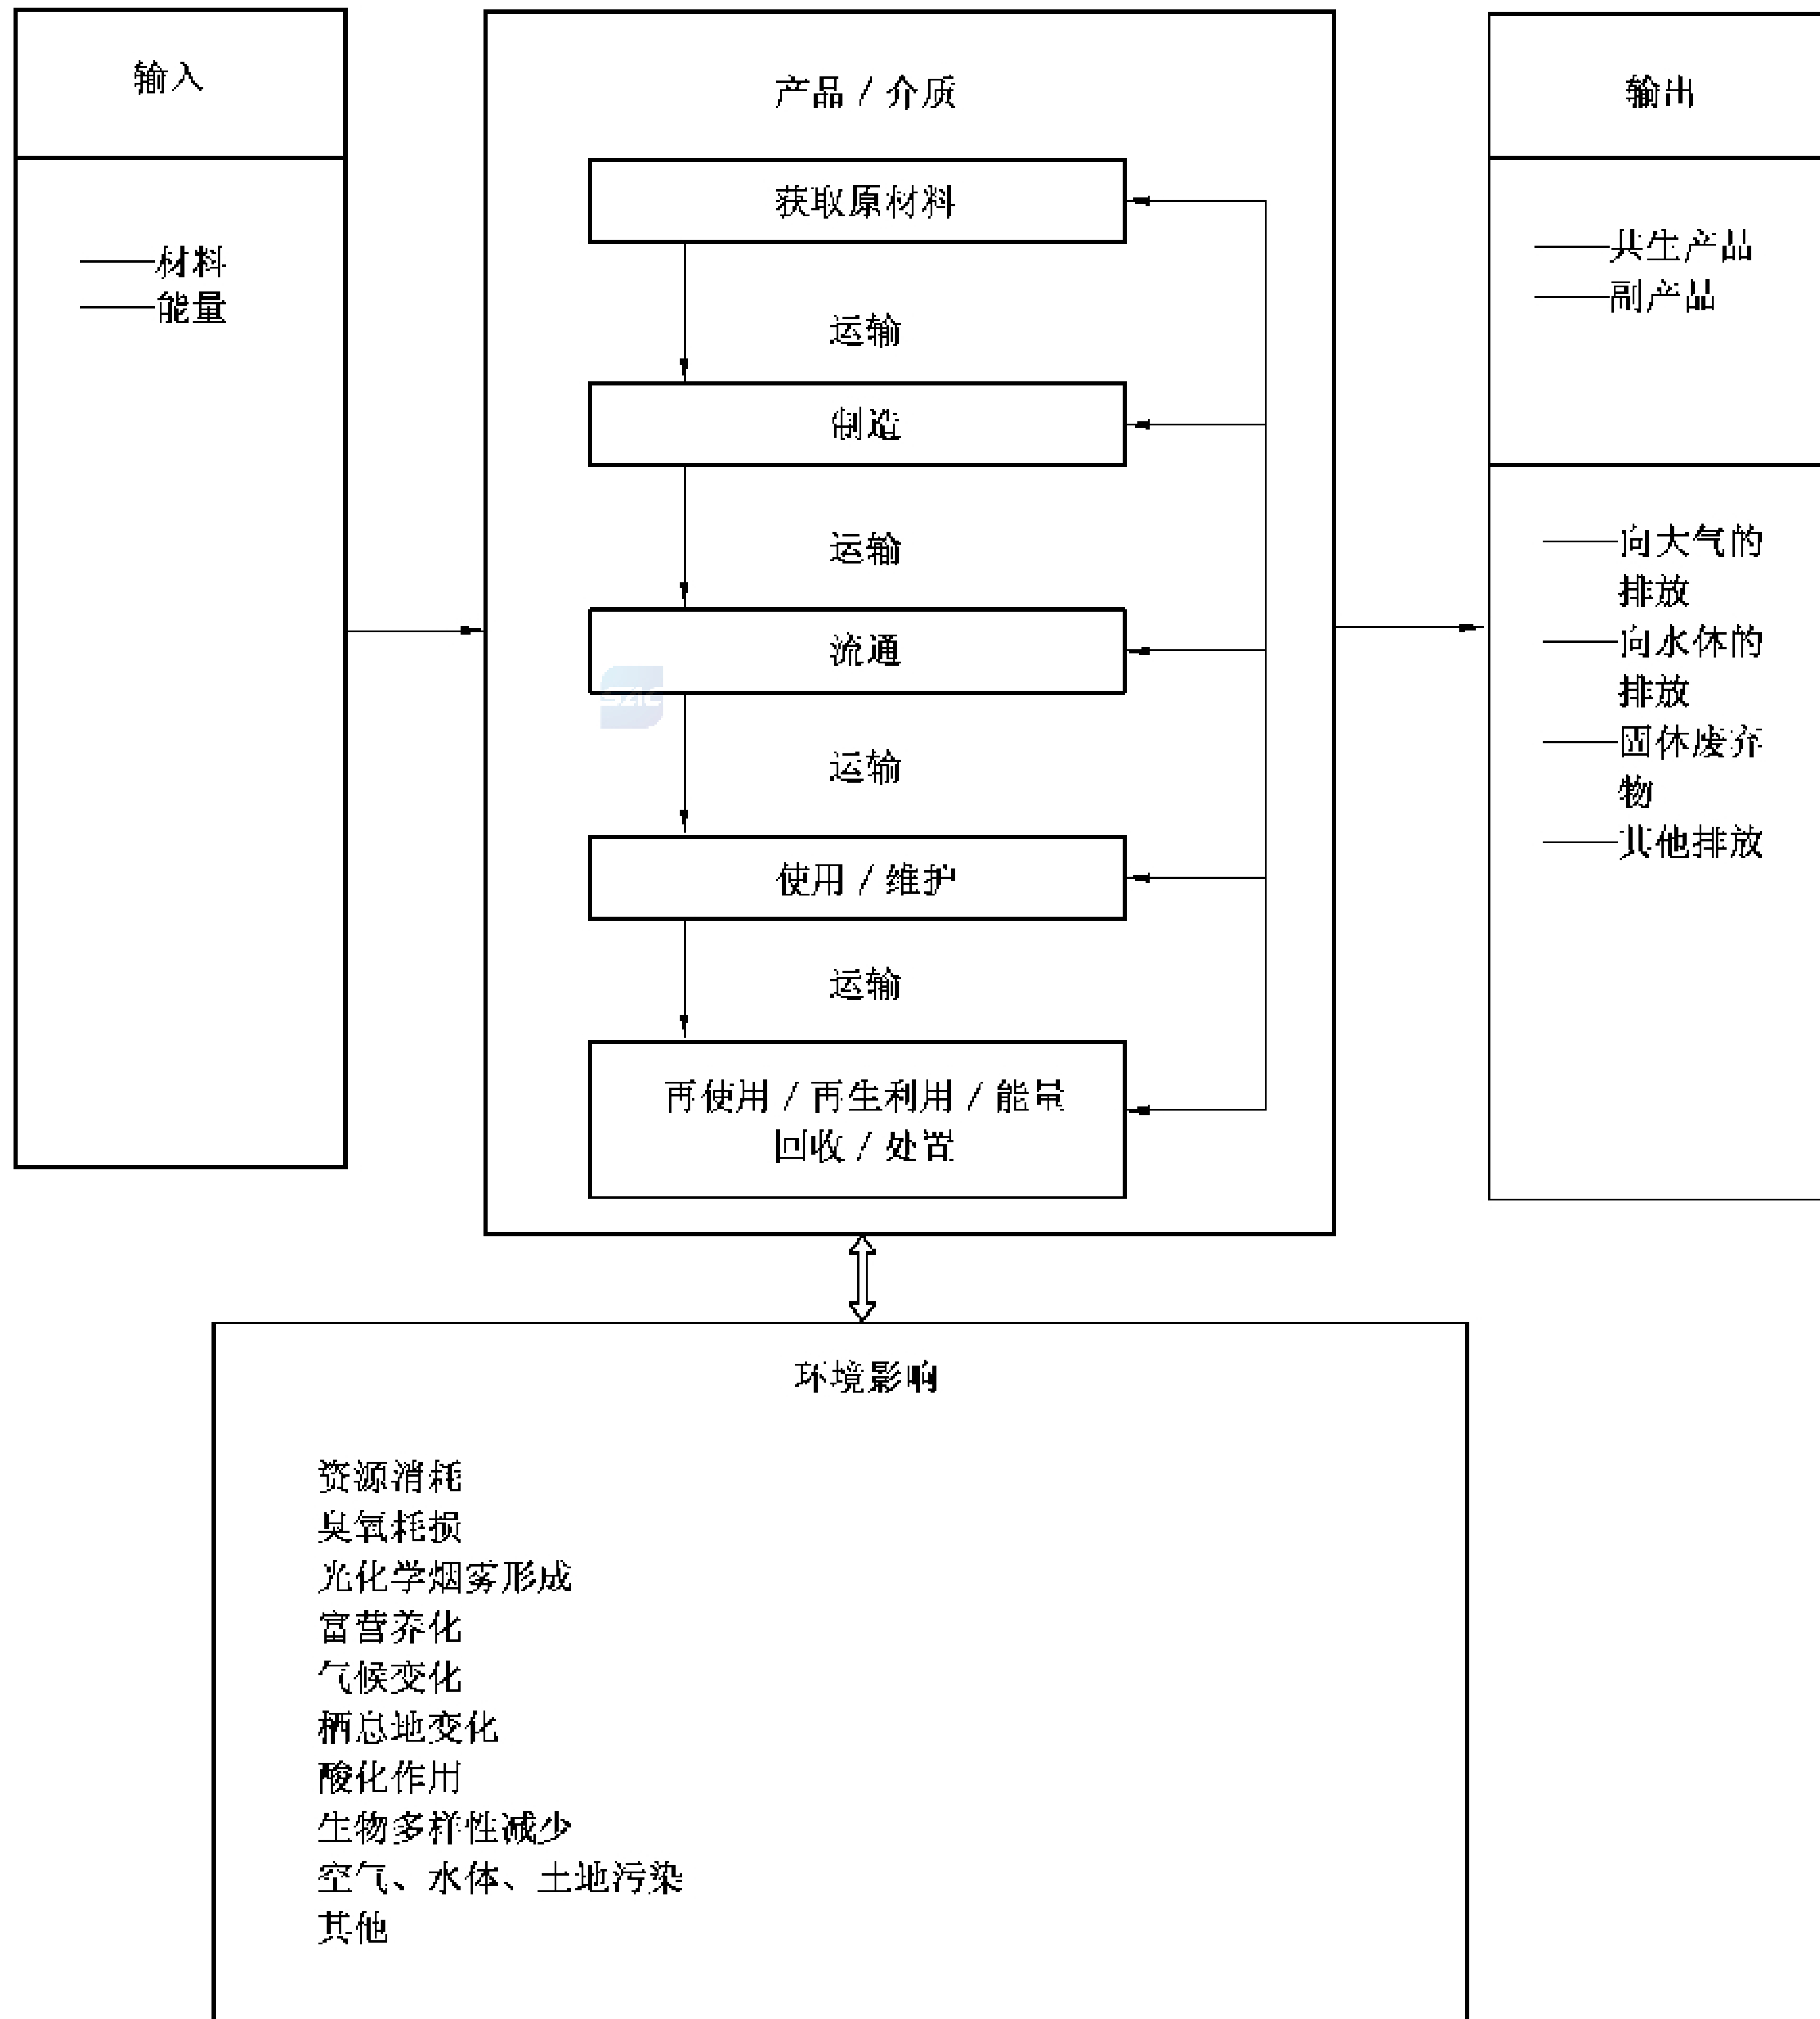 输入
——材料
——能量
产品 / 介质
获取原材料
运输
制造
运输
流通
运输
使用 / 维护
运输
再使用 / 再生利用 / 能量
回收 / 处置
输出
——共生产品
——副产品
——向大气的
排放
——向水体的
排放
——固体废弃
物
——其他排放
环境影响
资源消耗
臭氧耗损
光化学烟雾形成
富营养化
气候变化
栖息地变化
酸化作用
生物多样性减少
空气、水体、土地污染
其他